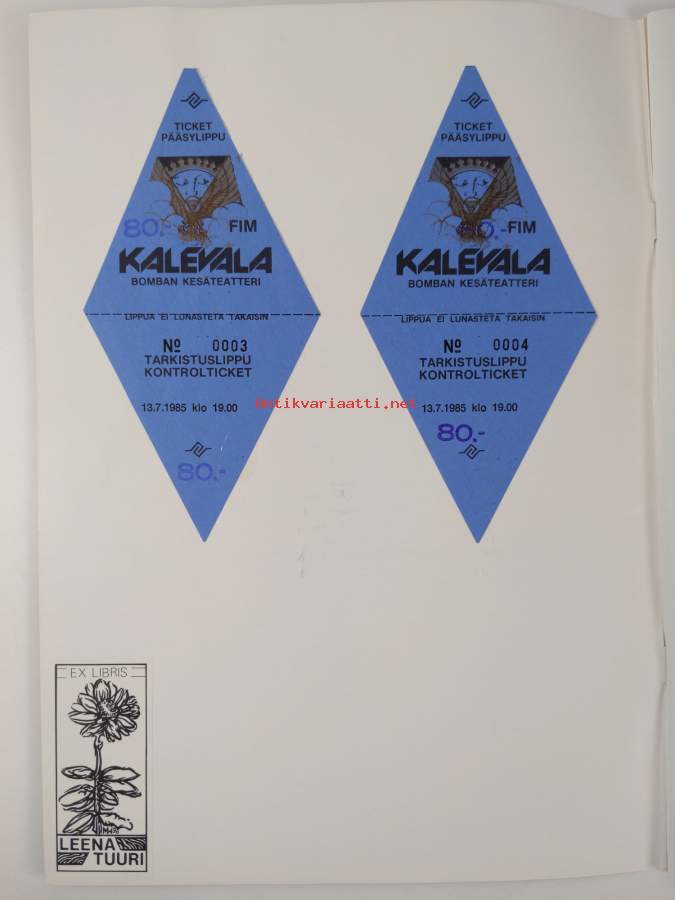 TICKET
PÄÄSYLIPPU
80.- FIM
KALEVALA
BOMBAN KESÄTEATTERI
LIPPUA EI LUNASTETA TAKAISIN
Nº 0003
TARKISTUSLIPPU
KONTROLTICKET
13.7.1985 klo 19.00
80.-
TICKET
PÄÄSYLIPPU
80.- FIM
KALEVALA
BOMBAN KESÄTEATTERI
LIPPUA EI LUNASTETA TAKAISIN
Nº 0004
TARKISTUSLIPPU
KONTROLTICKET
13.7.1985 klo 19.00
80.-
antikvariaatti.net
EX LIBRIS
LEENA
TUURI